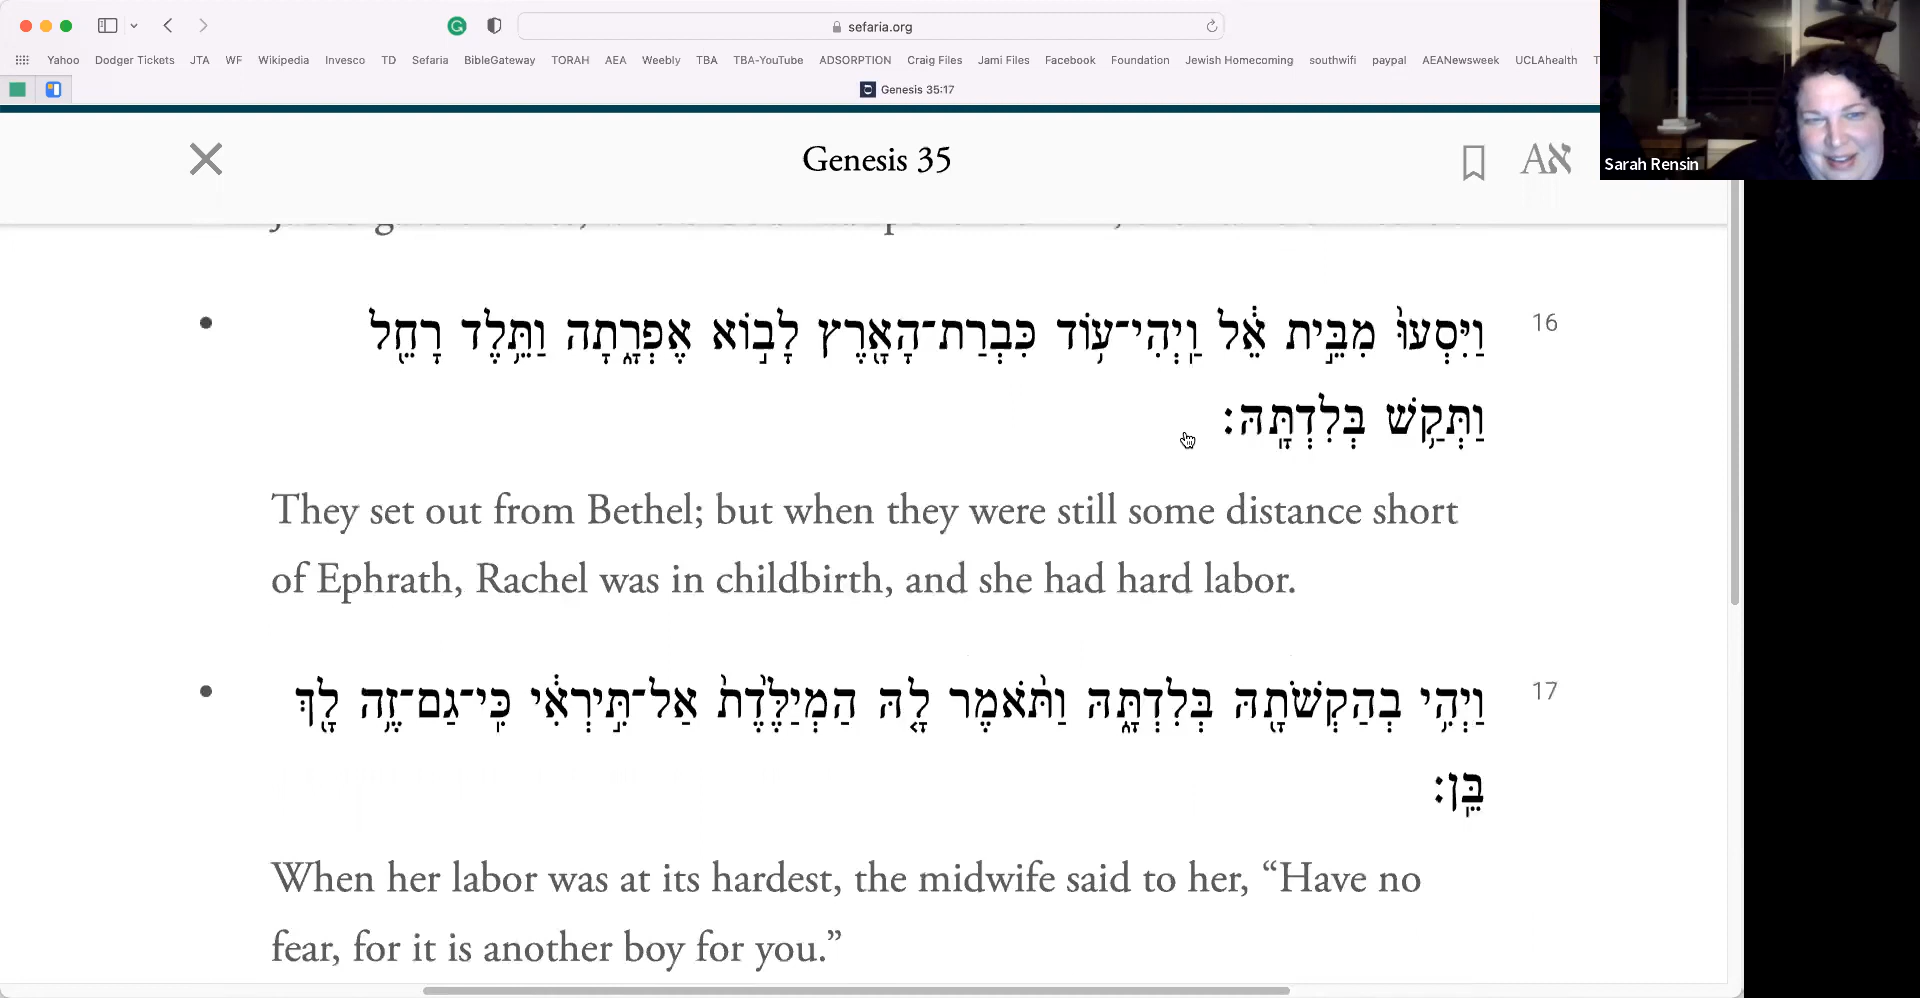 sefaria.org
Yahoo Dodger Tickets JTA WF Wikipedia Invesco TD Sefaria BibleGateway TORAH AEA Weebly TBA TBA-YouTube ADSORPTION Craig Files Jami Files Facebook Foundation Jewish Homecoming southwifi paypal AEANewsweek UCLAhealth
Genesis 35:17
Genesis 35
Sarah Rensin
16
וַיִּסְעוּ֙ מִבֵּ֣ית אֵ֔ל וַֽיְהִי־ע֥וֹד כִּבְרַת־הָאָ֖רֶץ לָב֣וֹא אֶפְרָ֑תָה וַתֵּ֥לֶד רָחֵ֖ל
וַתְּקַ֥שׁ בְּלִדְתָּֽהּ׃
They set out from Bethel; but when they were still some distance short
of Ephrath, Rachel was in childbirth, and she had hard labor.
17
וַיְהִ֥י בְהַקְשֹׁתָ֖הּ בְּלִדְתָּ֑הּ וַתֹּ֨אמֶר לָ֤הּ הַמְיַלֶּ֙דֶת֙ אַל־תִּ֣ירְאִ֔י כִּֽי־גַם־זֶ֥ה לָ֖ךְ
בֵּֽן׃
When her labor was at its hardest, the midwife said to her, “Have no
fear, for it is another boy for you.”